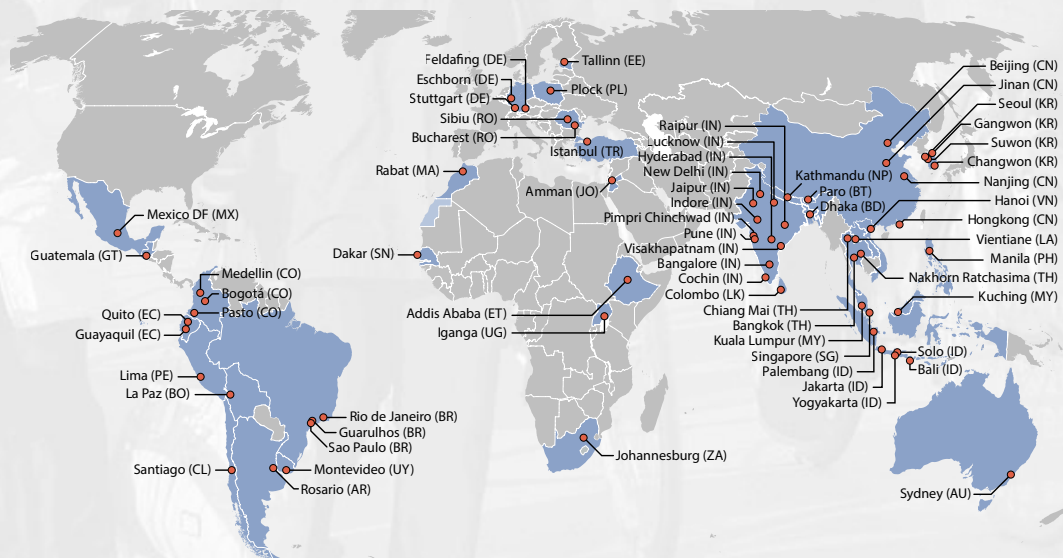 Feldafing (DE)
Tallinn (EE)
Eschborn (DE)
Plock (PL)
Stuttgart (DE)
Sibiu (RO)
Bucharest (RO)
Istanbul (TR)
Rabat (MA)
Amman (JO)
Dakar (SN)
Addis Ababa (ET)
Iganga (UG)
Johannesburg (ZA)
Mexico DF (MX)
Guatemala (GT)
Medellin (CO)
Bogotá (CO)
Pasto (CO)
Quito (EC)
Guayaquil (EC)
Lima (PE)
La Paz (BO)
Rio de Janeiro (BR)
Guarulhos (BR)
Sao Paulo (BR)
Santiago (CL)
Montevideo (UY)
Rosario (AR)
Raipur (IN)
Lucknow (IN)
Hyderabad (IN)
New Delhi (IN)
Jaipur (IN)
Indore (IN)
Pimpri Chinchwad (IN)
Pune (IN)
Visakhapatnam (IN)
Bangalore (IN)
Cochin (IN)
Colombo (LK)
Kathmandu (NP)
Paro (BT)
Dhaka (BD)
Chiang Mai (TH)
Bangkok (TH)
Kuala Lumpur (MY)
Singapore (SG)
Palembang (ID)
Jakarta (ID)
Yogyakarta (ID)
Solo (ID)
Bali (ID)
Beijing (CN)
Jinan (CN)
Seoul (KR)
Gangwon (KR)
Suwon (KR)
Changwon (KR)
Nanjing (CN)
Hanoi (VN)
Hongkong (CN)
Vientiane (LA)
Manila (PH)
Nakhorn Ratchasima (TH)
Kuching (MY)
Sydney (AU)